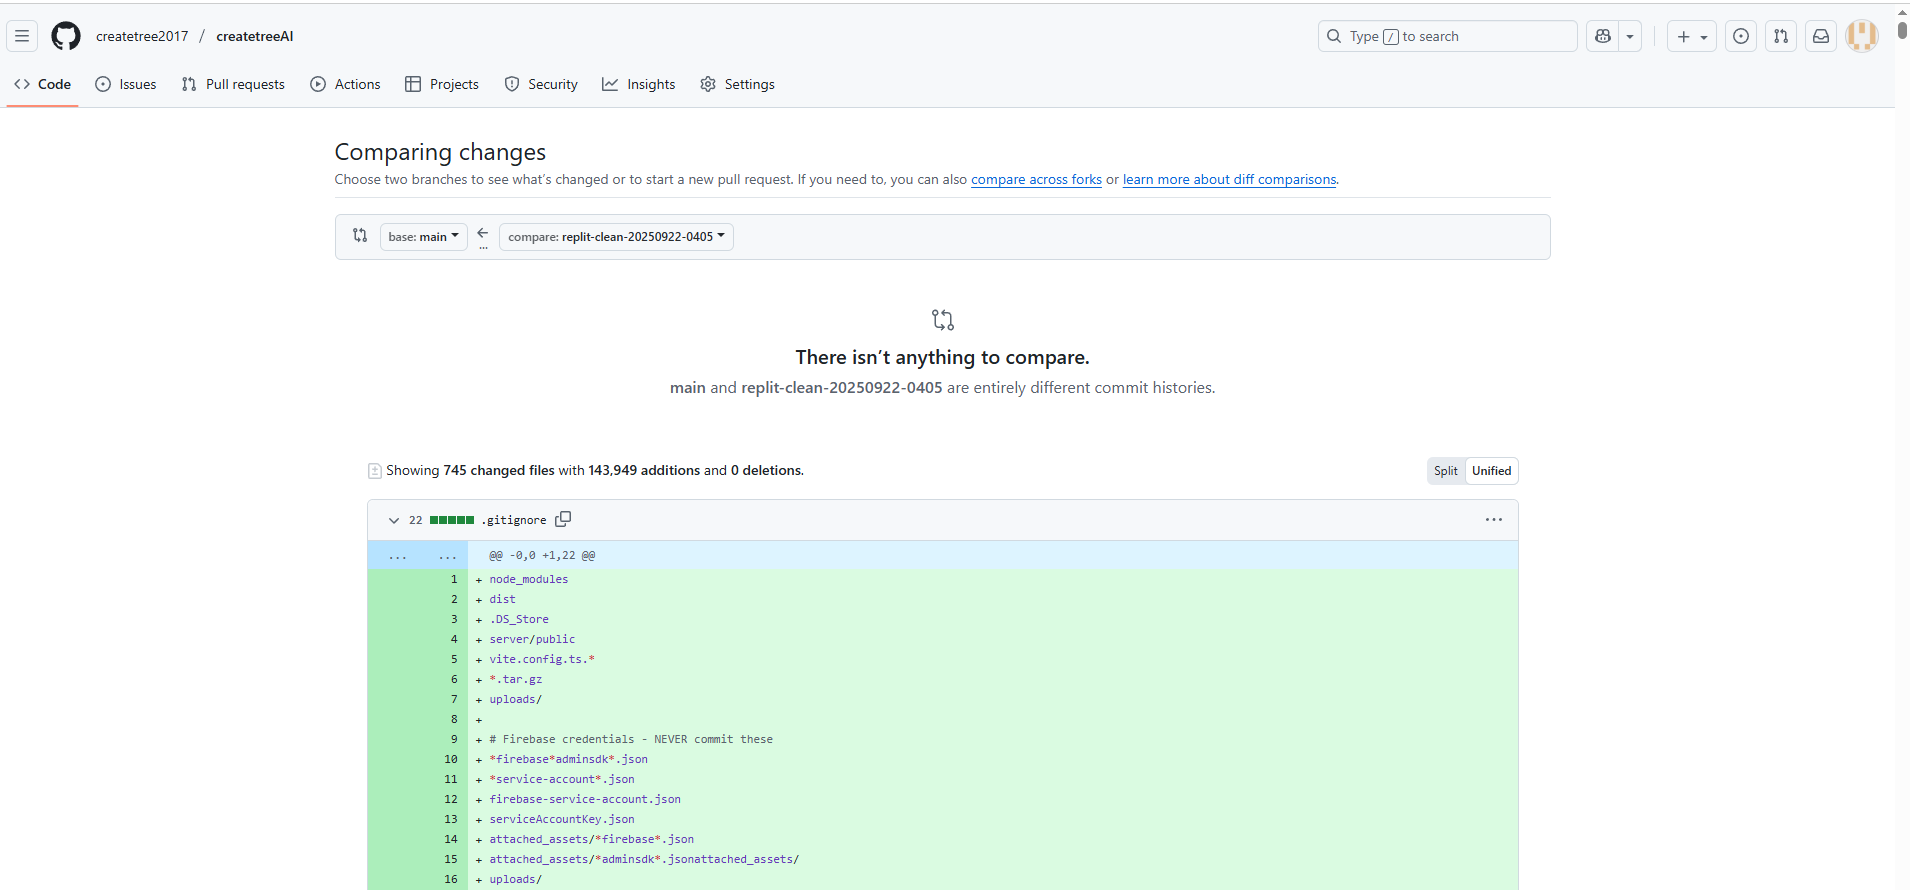 createtree2017 / createtreeAI
Type / to search
Code
Issues
Pull requests
Actions
Projects
Security
Insights
Settings
Comparing changes
Choose two branches to see what's changed or to start a new pull request. If you need to, you can also compare across forks or learn more about diff comparisons.
base: main
...
compare: replit-clean-20250922-0405
There isn't anything to compare.
main and replit-clean-20250922-0405 are entirely different commit histories.
Showing 745 changed files with 143,949 additions and 0 deletions.
Split Unified
22 .gitignore
... ... @@ -0,0 +1,22 @@
1 + node_modules
2 + dist
3 + .DS_Store
4 + server/public
5 + vite.config.ts.*
6 + *.tar.gz
7 + uploads/
8 +
9 + # Firebase credentials - NEVER commit these
10 + *firebase*adminsdk*.json
11 + *service-account*.json
12 + firebase-service-account.json
13 + serviceAccountKey.json
14 + attached_assets/*firebase*.json
15 + attached_assets/*adminsdk*.jsonattached_assets/
16 + uploads/